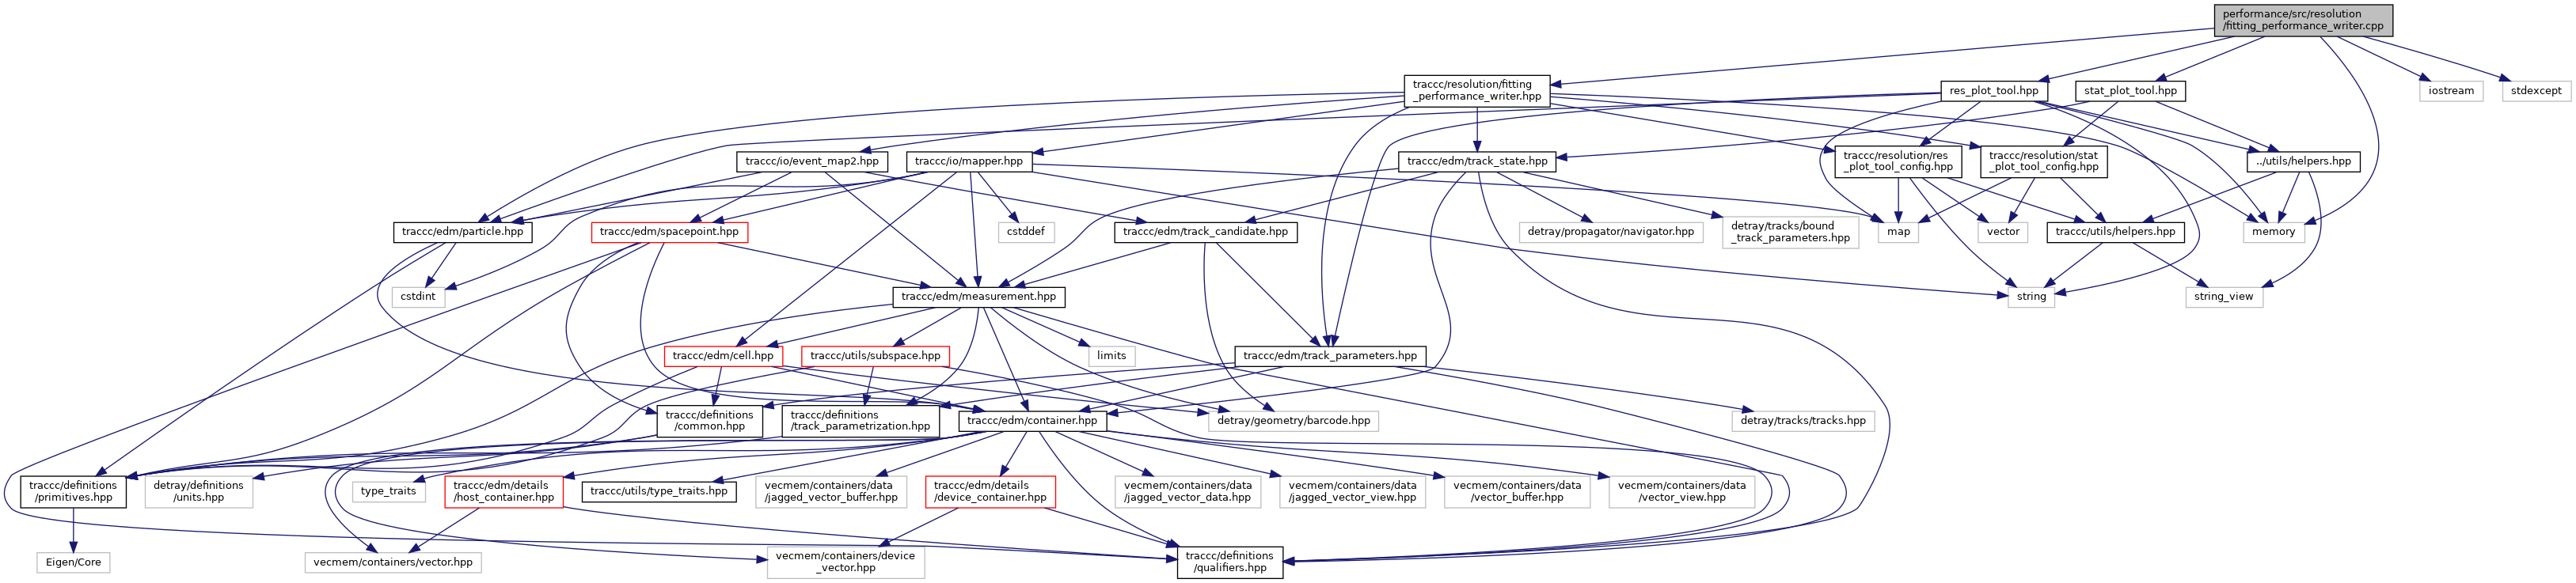 performance/src/resolution
/fitting_performance_writer.cpp
traccc/resolution/fitting
_performance_writer.hpp
res_plot_tool.hpp
stat_plot_tool.hpp
iostream
stdexcept
traccc/io/event_map2.hpp
traccc/io/mapper.hpp
traccc/edm/track_state.hpp
traccc/resolution/res
_plot_tool_config.hpp
traccc/resolution/stat
_plot_tool_config.hpp
../utils/helpers.hpp
traccc/edm/particle.hpp
traccc/edm/spacepoint.hpp
cstddef
traccc/edm/track_candidate.hpp
detray/propagator/navigator.hpp
detray/tracks/bound
_track_parameters.hpp
map
vector
traccc/utils/helpers.hpp
memory
cstdint
traccc/edm/measurement.hpp
string
string_view
traccc/edm/cell.hpp
traccc/utils/subspace.hpp
limits
traccc/edm/track_parameters.hpp
traccc/definitions
/common.hpp
traccc/definitions
/track_parametrization.hpp
traccc/edm/container.hpp
detray/geometry/barcode.hpp
detray/tracks/tracks.hpp
traccc/definitions
/primitives.hpp
detray/definitions
/units.hpp
type_traits
traccc/edm/details
/host_container.hpp
traccc/utils/type_traits.hpp
vecmem/containers/data
/jagged_vector_buffer.hpp
traccc/edm/details
/device_container.hpp
vecmem/containers/data
/jagged_vector_data.hpp
vecmem/containers/data
/jagged_vector_view.hpp
vecmem/containers/data
/vector_buffer.hpp
vecmem/containers/data
/vector_view.hpp
Eigen/Core
vecmem/containers/vector.hpp
vecmem/containers/device
_vector.hpp
traccc/definitions
/qualifiers.hpp